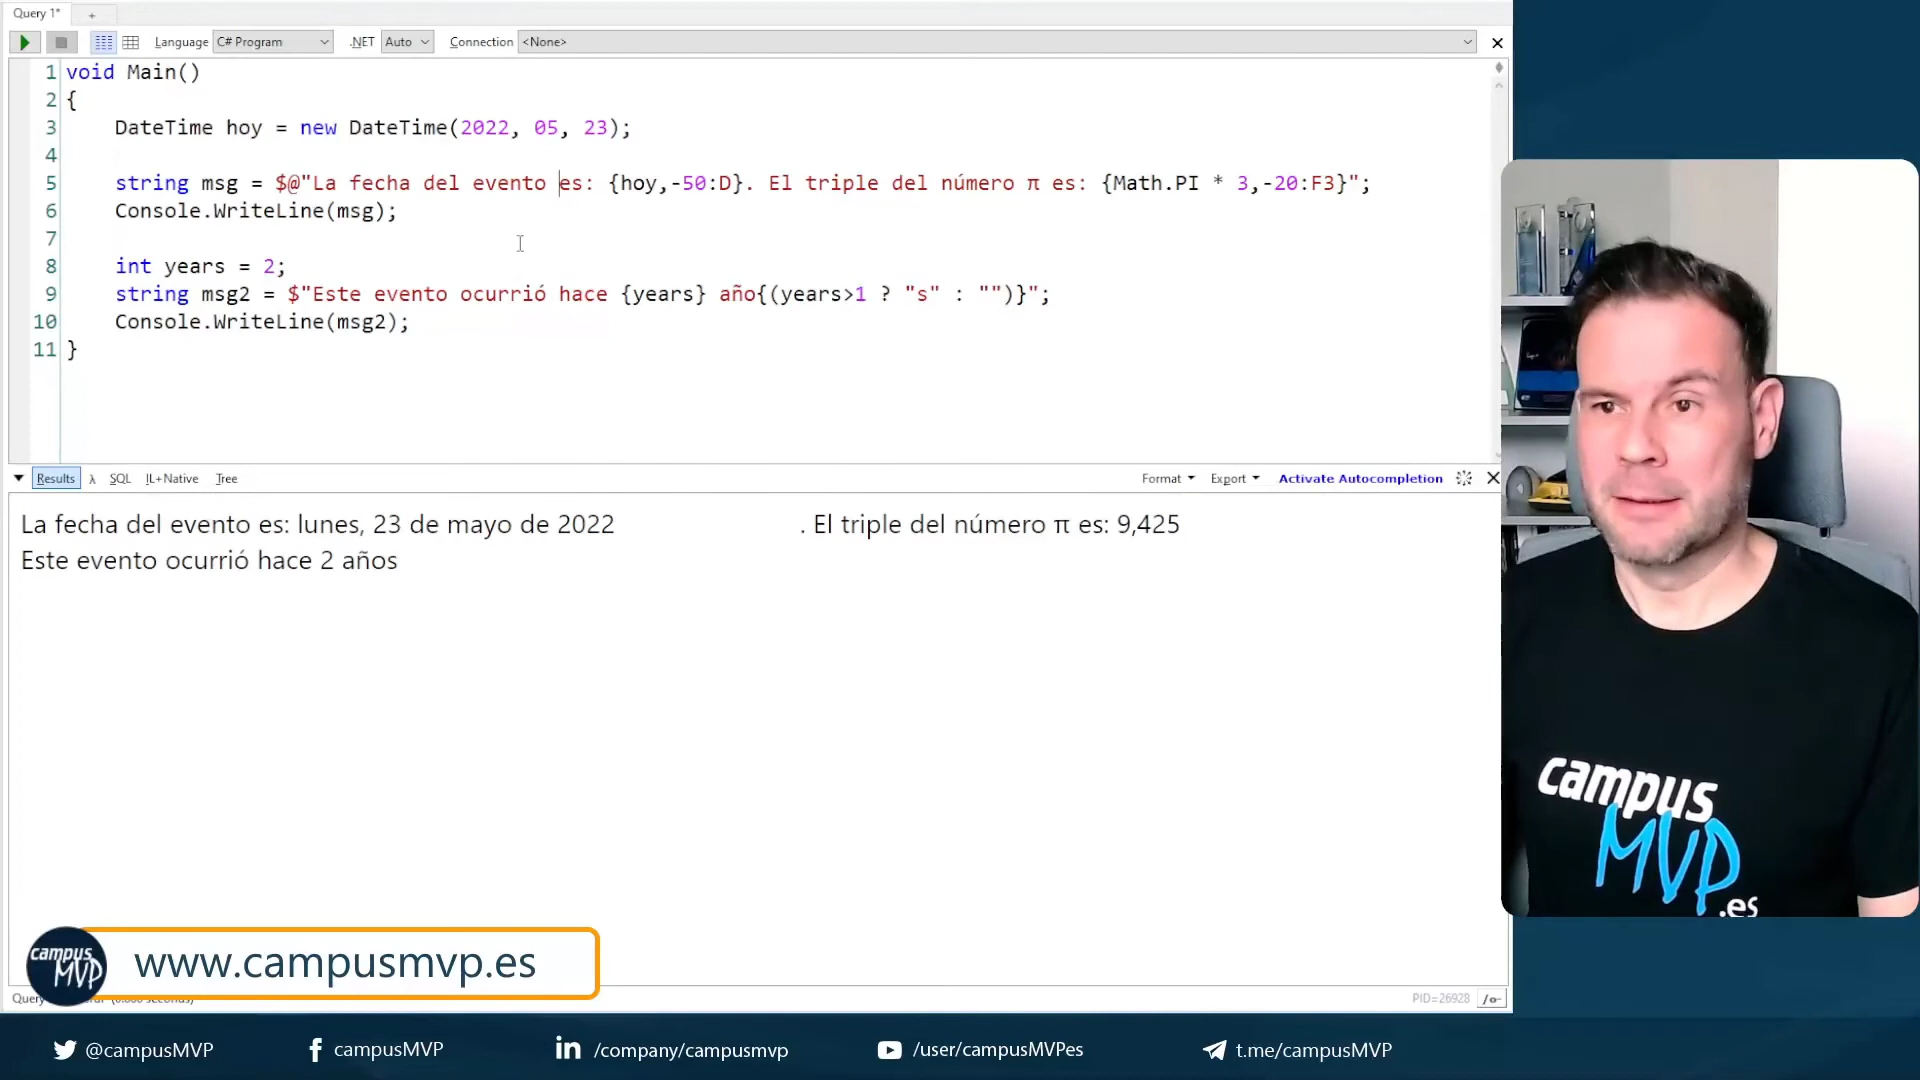 Query 1*
+
Language C# Program .NET Auto Connection <None>
1 void Main()
2 {
3 DateTime hoy = new DateTime(2022, 05, 23);
4
5 string msg = $@"La fecha del evento es: {hoy,-50:D}. El triple del número π es: {Math.PI * 3,-20:F3}";
6 Console.WriteLine(msg);
7
8 int years = 2;
9 string msg2 = $"Este evento ocurrió hace {years} año{(years>1 ? "s" : "")}";
10 Console.WriteLine(msg2);
11 }
Results λ SQL IL+Native Tree Format Export Activate Autocompletion
La fecha del evento es: lunes, 23 de mayo de 2022 . El triple del número π es: 9,425
Este evento ocurrió hace 2 años
campus
MVP
.es
campus
MVP
www.campusmvp.es
Query
PID=26928 /o-
@campusMVP campusMVP /company/campusmvp /user/campusMVPes t.me/campusMVP